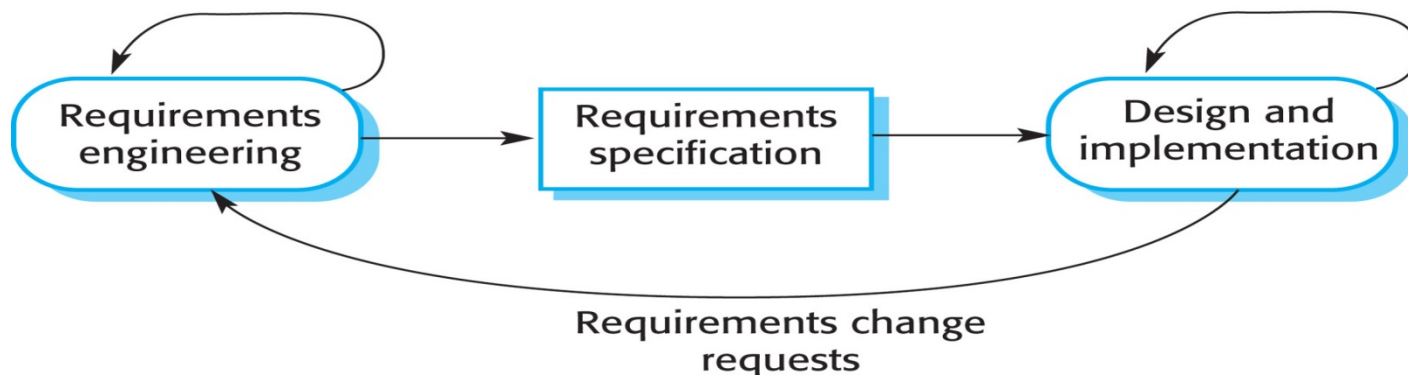 Requirements
engineering
Requirements
specification
Design and
implementation
Requirements change
requests